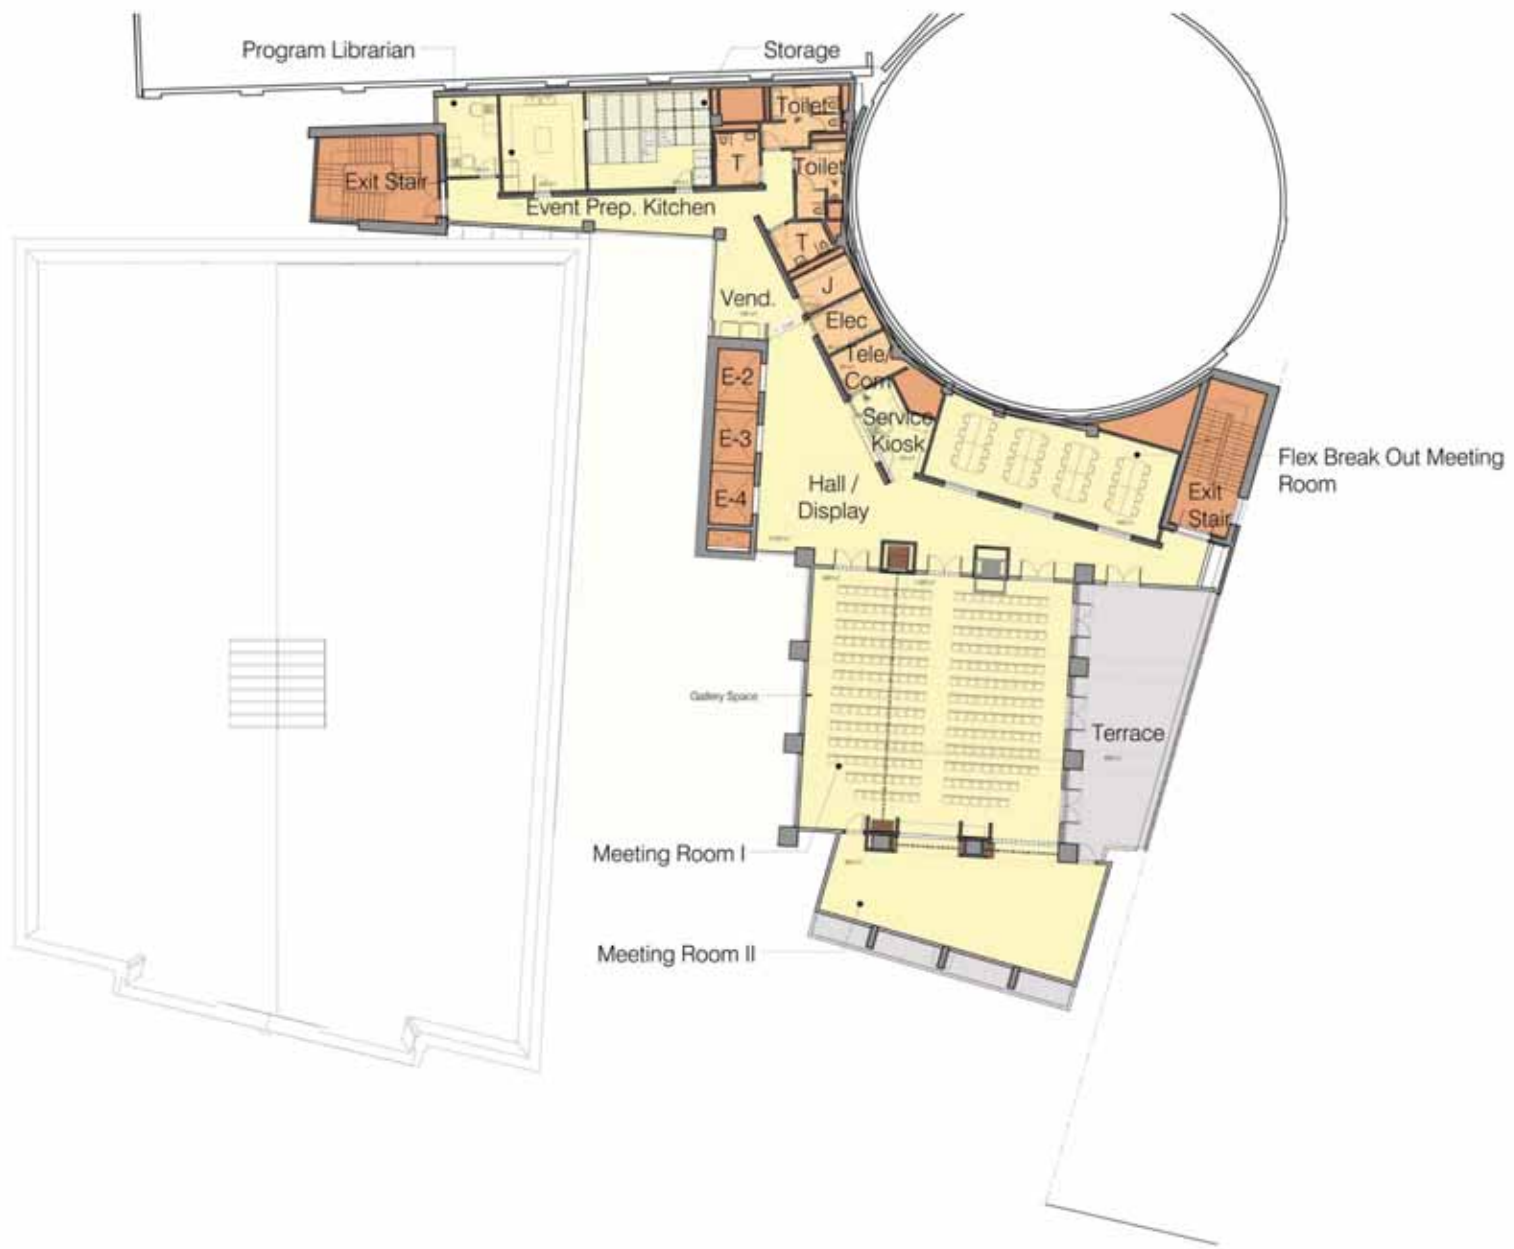 Program Librarian
Storage
Toilet
T
Toilet
Exit Stair
Event Prep. Kitchen
T
J
Vend.
Elec
Tele/
Com
E-2
Service
Kiosk
E-3
Flex Break Out Meeting
Room
Hall /
Display
E-4
Exit
Stair
Gallery Space
Terrace
Meeting Room I
Meeting Room II